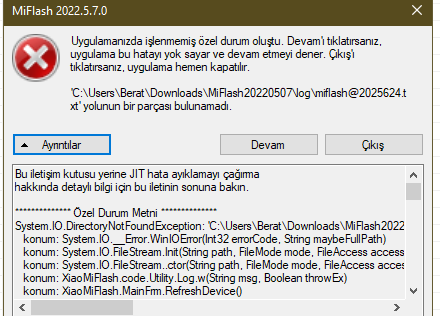 MiFlash 2022.5.7.0
Uygulamanızda işlenmemiş özel durum oluştu. Devam'ı tıklatırsanız,
uygulama bu hatayı yok sayar ve devam etmeyi dener. Çıkış'ı
tıklatırsanız, uygulama hemen kapatılır.
'C:\Users\Berat\Downloads\MiFlash20220507\log\miflash@2025624.t
xt' yolunun bir parçası bulunamadı.
Ayrıntılar
Devam
Çıkış
Bu iletişim kutusu yerine JIT hata ayıklamayı çağırma
hakkında detaylı bilgi için bu iletinin sonuna bakın.
************** Özel Durum Metni **************
System.IO.DirectoryNotFoundException: 'C:\Users\Berat\Downloads\MiFlash2022
konum: System.IO.__Error.WinIOError(Int32 errorCode, String maybeFullPath)
konum: System.IO.FileStream.Init(String path, FileMode mode, FileAccess access
konum: System.IO.FileStream..ctor(String path, FileMode mode, FileAccess acces
konum: XiaoMiFlash.code.Utility.Log.w(String msg, Boolean throwEx)
konum: XiaoMiFlash.MainFrm.RefreshDevice()